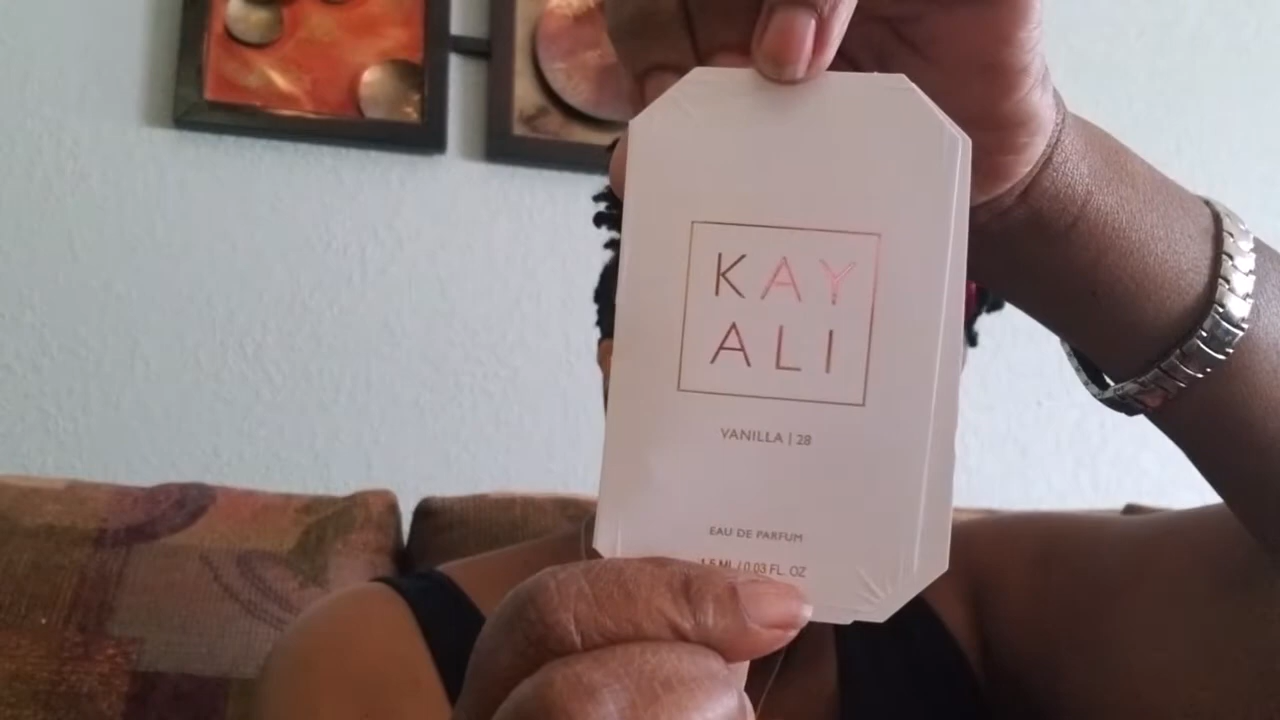 KAY
ALI
VANILLA | 28
EAU DE PARFUM
1.5 ML / 0.03 FL. OZ